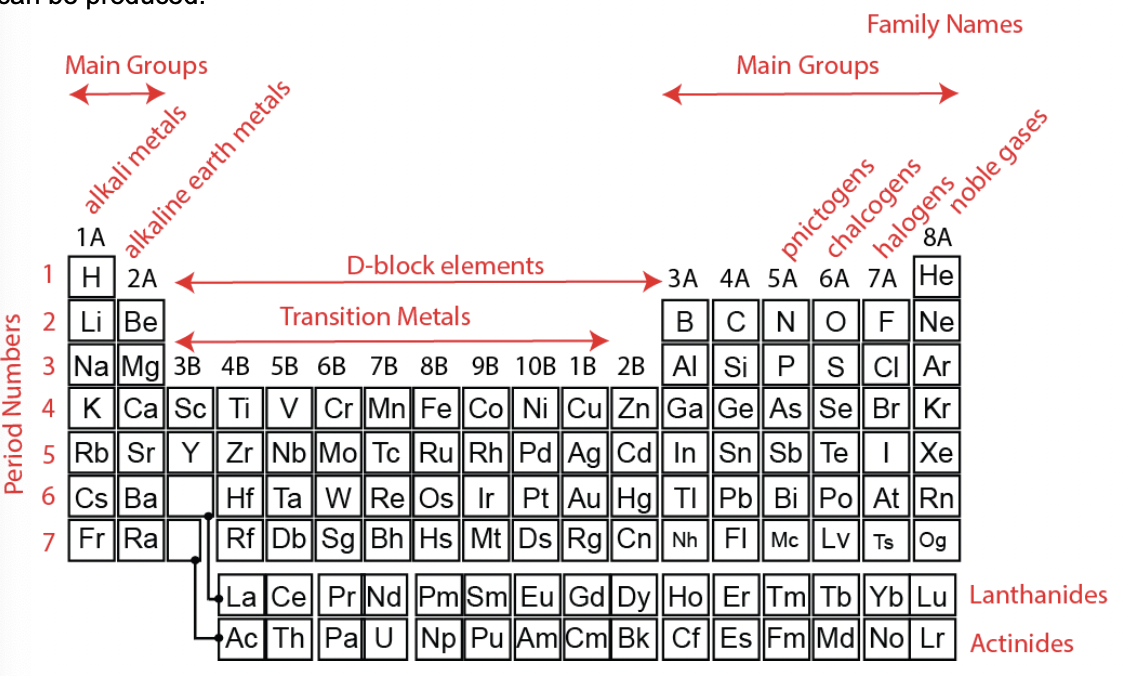 can be produced.
Family Names
Main Groups
Main Groups
alkali metals
alkaline earth metals
pnictogens
chalcogens
halogens
noble gases
1A 8A
1 H 2A D-block elements 3A 4A 5A 6A 7A He
2 Li Be Transition Metals B C N O F Ne
3 Na Mg 3B 4B 5B 6B 7B 8B 9B 10B 1B 2B Al Si P S Cl Ar
4 K Ca Sc Ti V Cr Mn Fe Co Ni Cu Zn Ga Ge As Se Br Kr
5 Rb Sr Y Zr Nb Mo Tc Ru Rh Pd Ag Cd In Sn Sb Te I Xe
6 Cs Ba Hf Ta W Re Os Ir Pt Au Hg Tl Pb Bi Po At Rn
7 Fr Ra Rf Db Sg Bh Hs Mt Ds Rg Cn Nh Fl Mc Lv Ts Og
Period Numbers
La Ce Pr Nd Pm Sm Eu Gd Dy Ho Er Tm Tb Yb Lu Lanthanides
Ac Th Pa U Np Pu Am Cm Bk Cf Es Fm Md No Lr Actinides